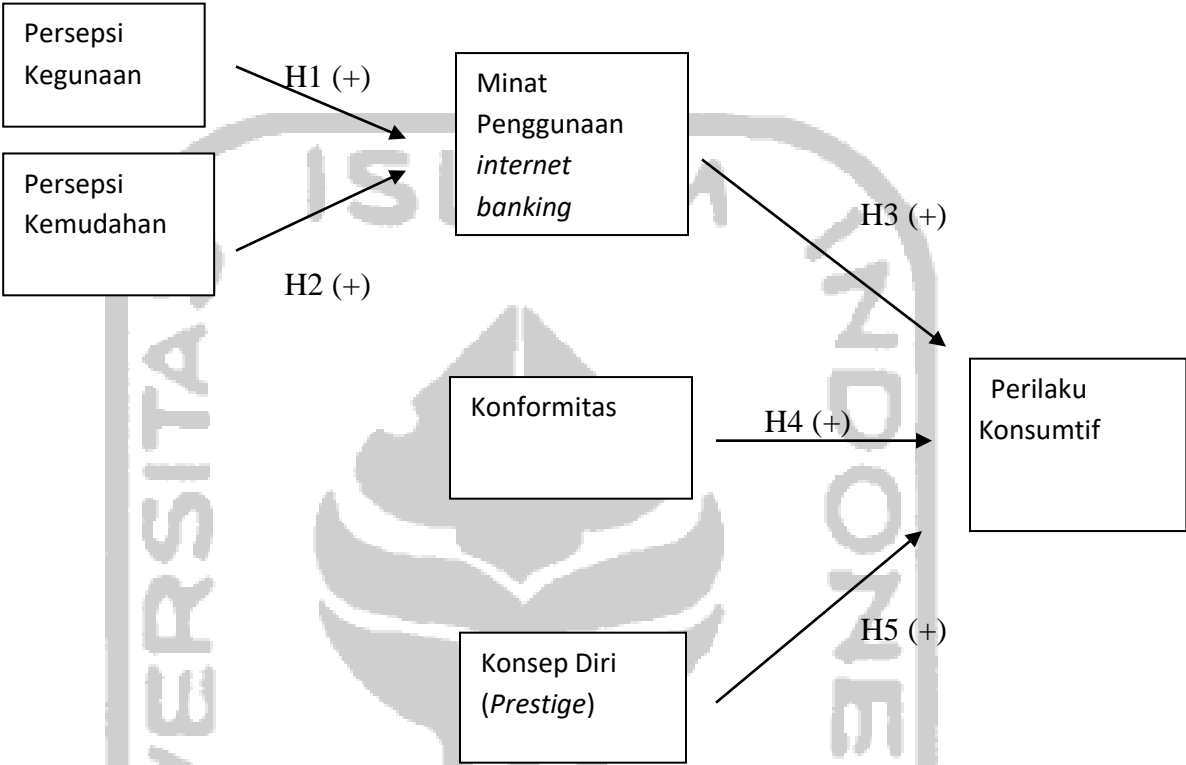 Persepsi
Kegunaan
H1 (+)
Persepsi
Kemudahan
H2 (+)
Minat
Penggunaan
internet
banking
H3 (+)
Konformitas
H4 (+)
Perilaku
Konsumtif
Konsep Diri
(Prestige)
H5 (+)